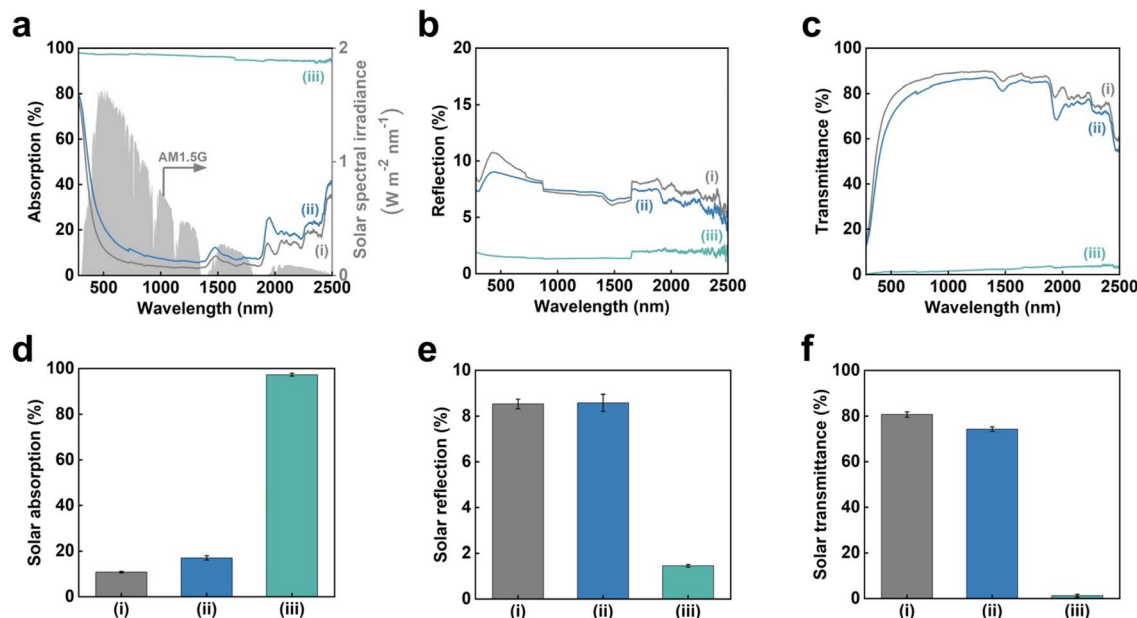 a
100
80
60
40
20
0
Absorption (%)
500 1000 1500 2000 2500
Wavelength (nm)
2
1
0
Solar spectral irradiance
(W m-2 nm-1)
AM1.5G
(iii)
(ii)
(i)
b
20
15
10
5
0
Reflection (%)
500 1000 1500 2000 2500
Wavelength (nm)
(i)
(ii)
(iii)
c
100
80
60
40
20
0
Transmittance (%)
500 1000 1500 2000 2500
Wavelength (nm)
(i)
(ii)
(iii)
d
100
80
60
40
20
0
Solar absorption (%)
(i) (ii) (iii)
e
10
8
6
4
2
0
Solar reflection (%)
(i) (ii) (iii)
f
100
80
60
40
20
0
Solar transmittance (%)
(i) (ii) (iii)